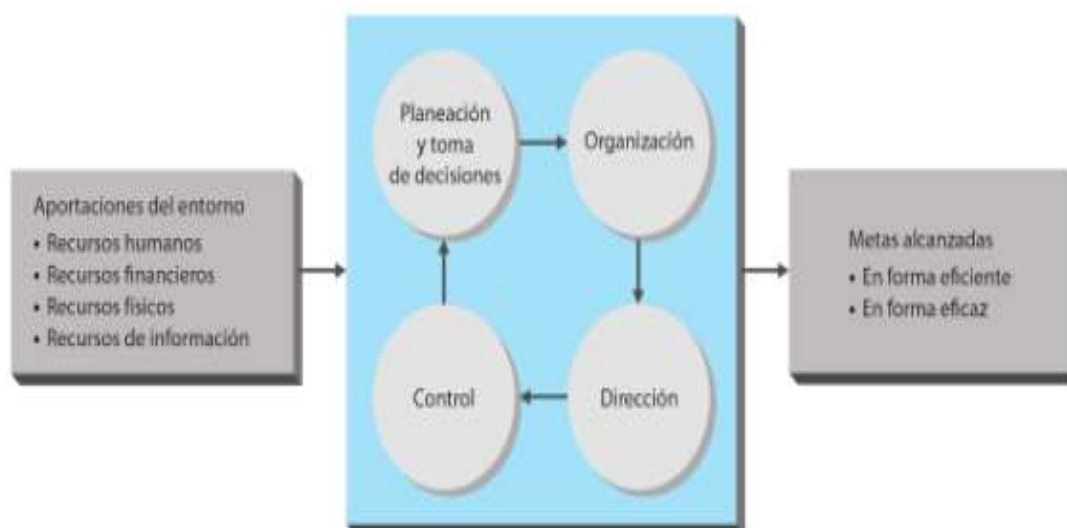 Aportaciones del entorno
• Recursos humanos
• Recursos financieros
• Recursos físicos
• Recursos de información
Planeación
y toma
de decisiones
Organización
Control
Dirección
Metas alcanzadas
• En forma eficiente
• En forma eficaz